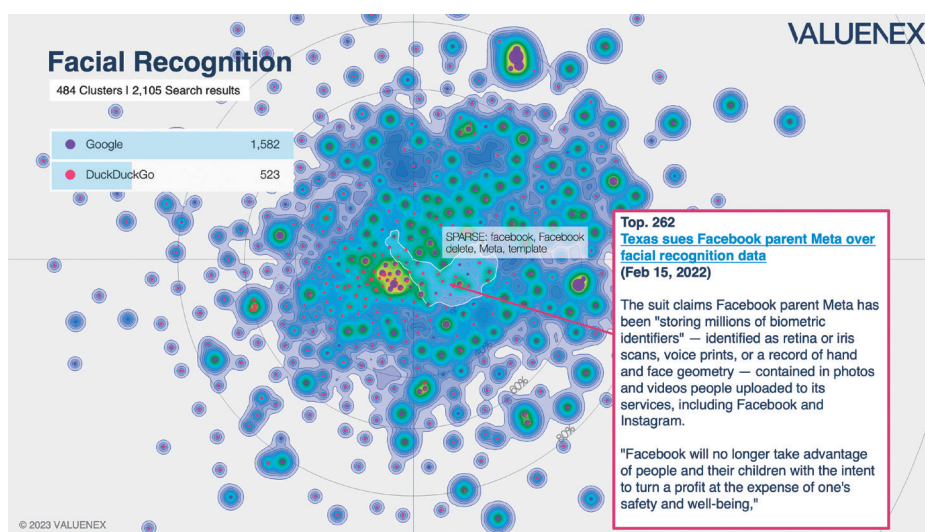 VALUENEX
Facial Recognition
484 Clusters I 2,105 Search results
Google 1,582
DuckDuckGo 523
SPARSE: facebook, Facebook
delete, Meta, template
Top. 262
Texas sues Facebook parent Meta over
facial recognition data
(Feb 15, 2022)
The suit claims Facebook parent Meta has
been "storing millions of biometric
identifiers" — identified as retina or iris
scans, voice prints, or a record of hand
and face geometry — contained in photos
and videos people uploaded to its
services, including Facebook and
Instagram.
"Facebook will no longer take advantage
of people and their children with the intent
to turn a profit at the expense of one's
safety and well-being,"
80%
80%
© 2023 VALUENEX